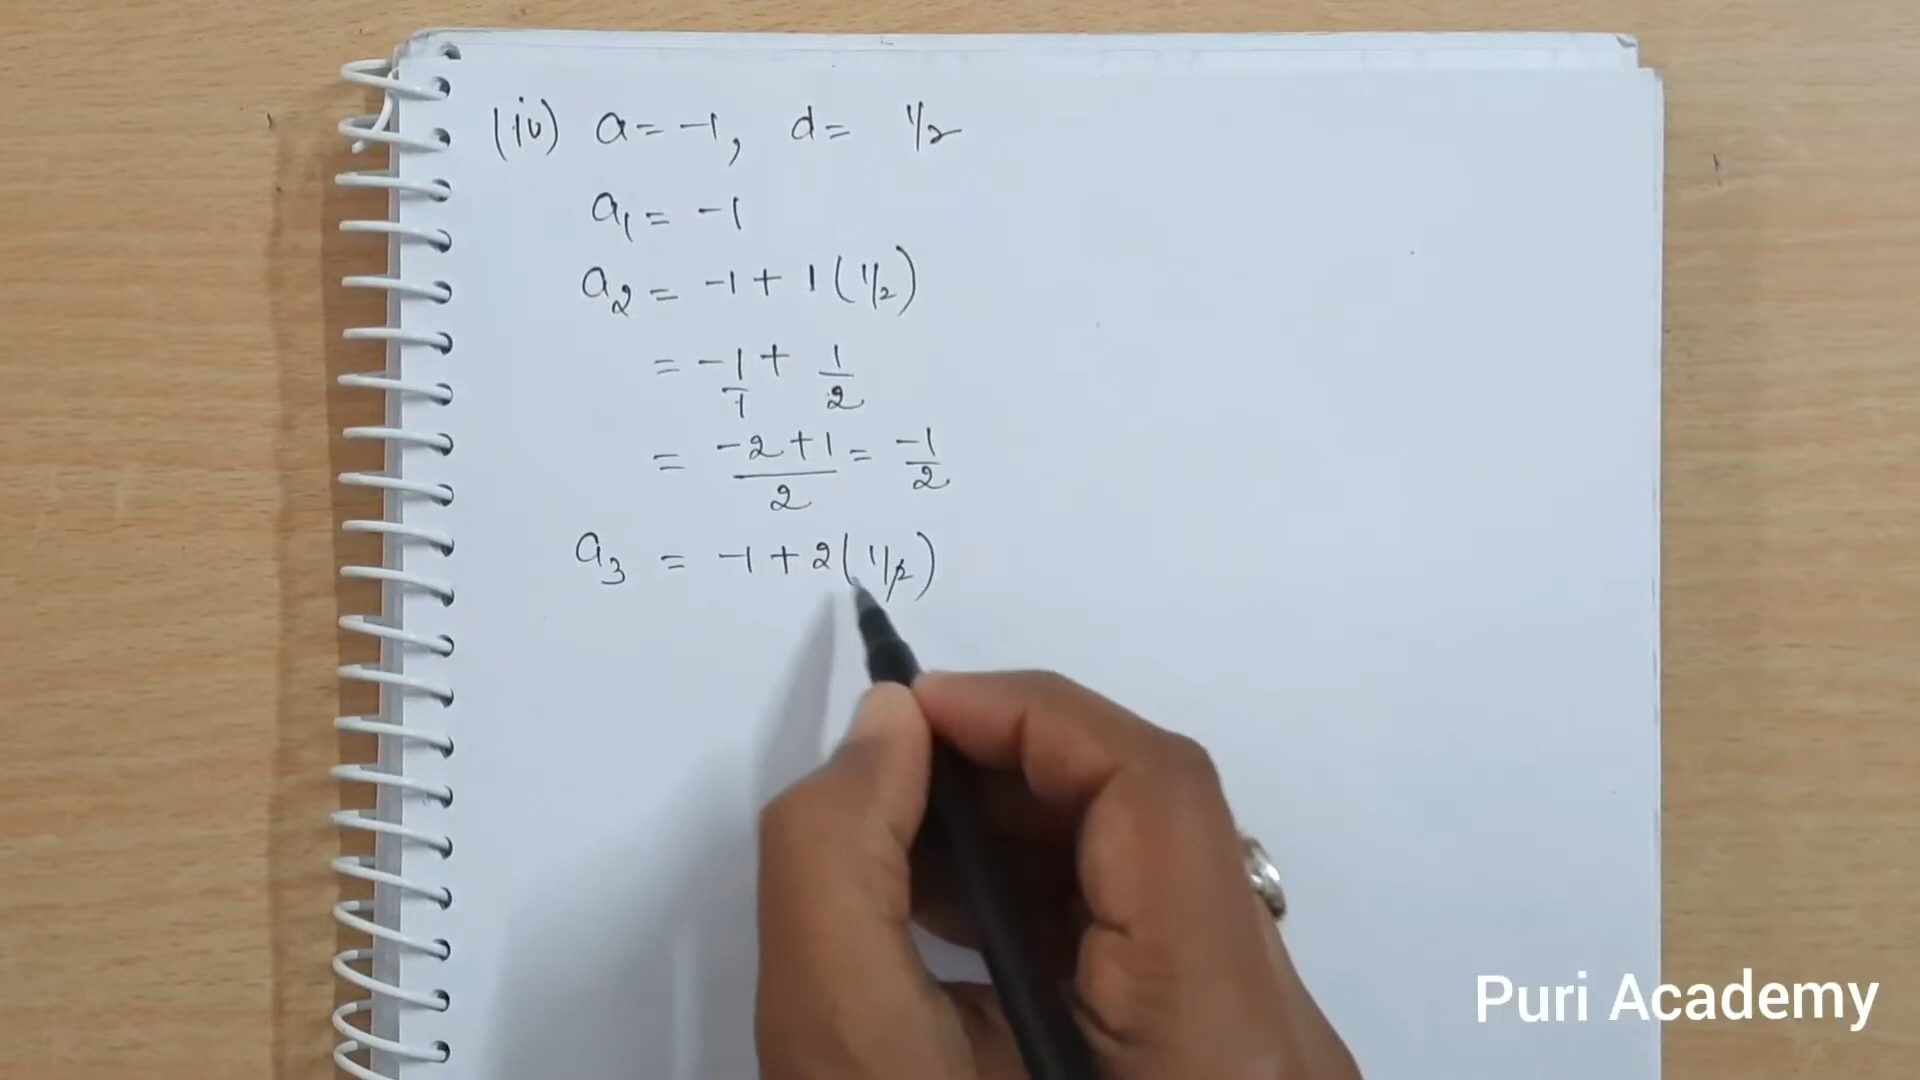 (iv) a = -1, d = 1/2
a₁ = -1
a₂ = -1 + 1 (1/2)
= -1/1 + 1/2
= (-2+1)/2 = -1/2
a₃ = -1 + 2 (1/2)
Puri Academy